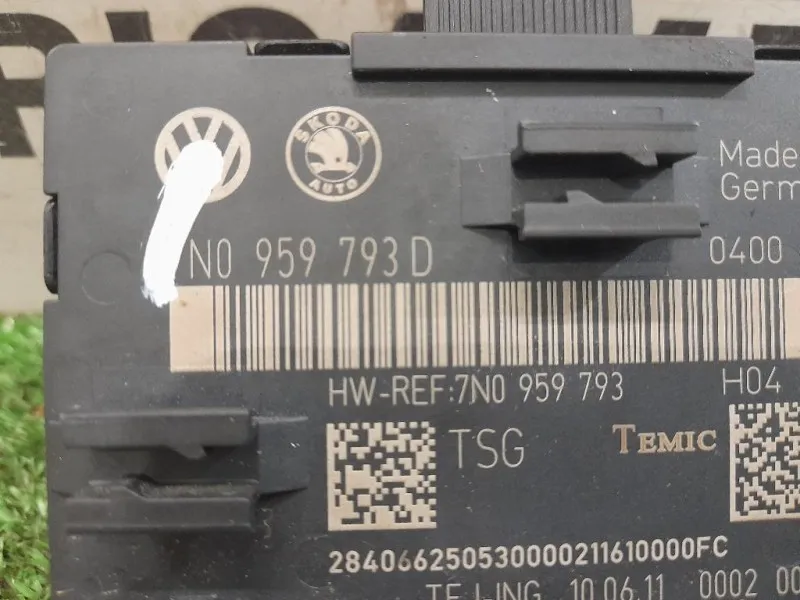 SKODA
AUTO
Made
Germ
N0 959 793 D
0400
HW-REF:7N0 959 793
H04
TSG
TEMIC
284066250530000211610000FC
10.06.11 0002